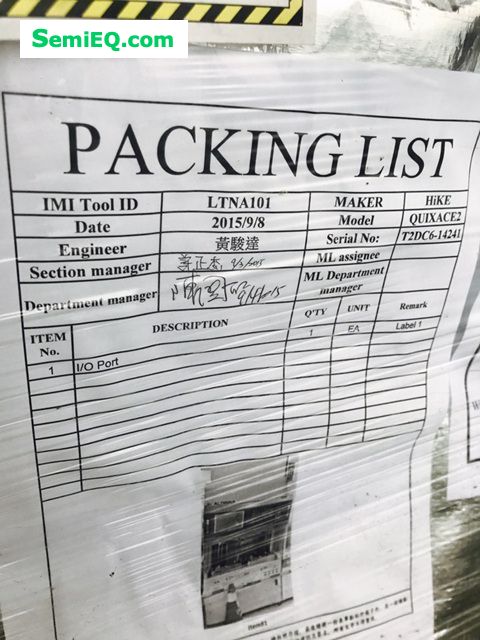 SemiEQ.com
PACKING LIST
IMI Tool ID LTNA101 MAKER HiKE
Date 2015/9/8 Model QUIXACE2
Engineer 黃駿達 Serial No: T2DC6-14241
Section manager ML assignee
Department manager ML Department manager
ITEM No. DESCRIPTION Q'TY UNIT Remark
1 I/O Port 1 EA Label 1
Item#1